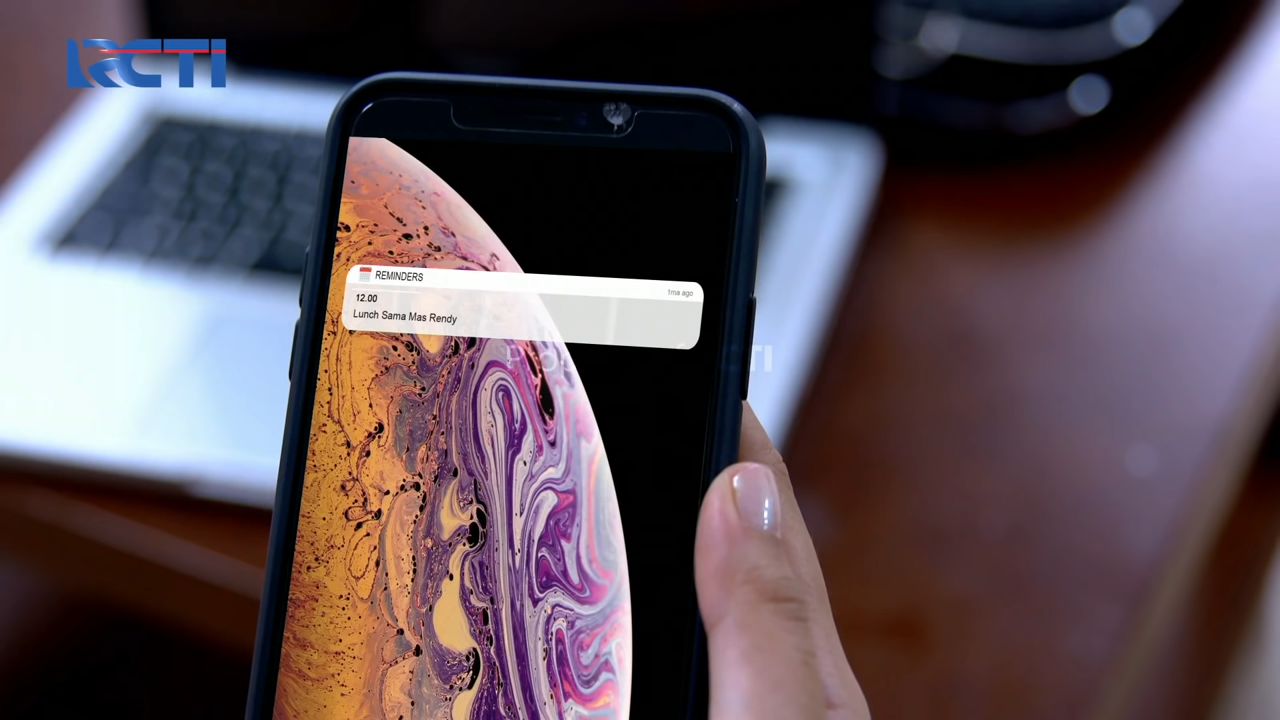 RCTI
REMINDERS
1ma ago
12.00
Lunch Sama Mas Rendy